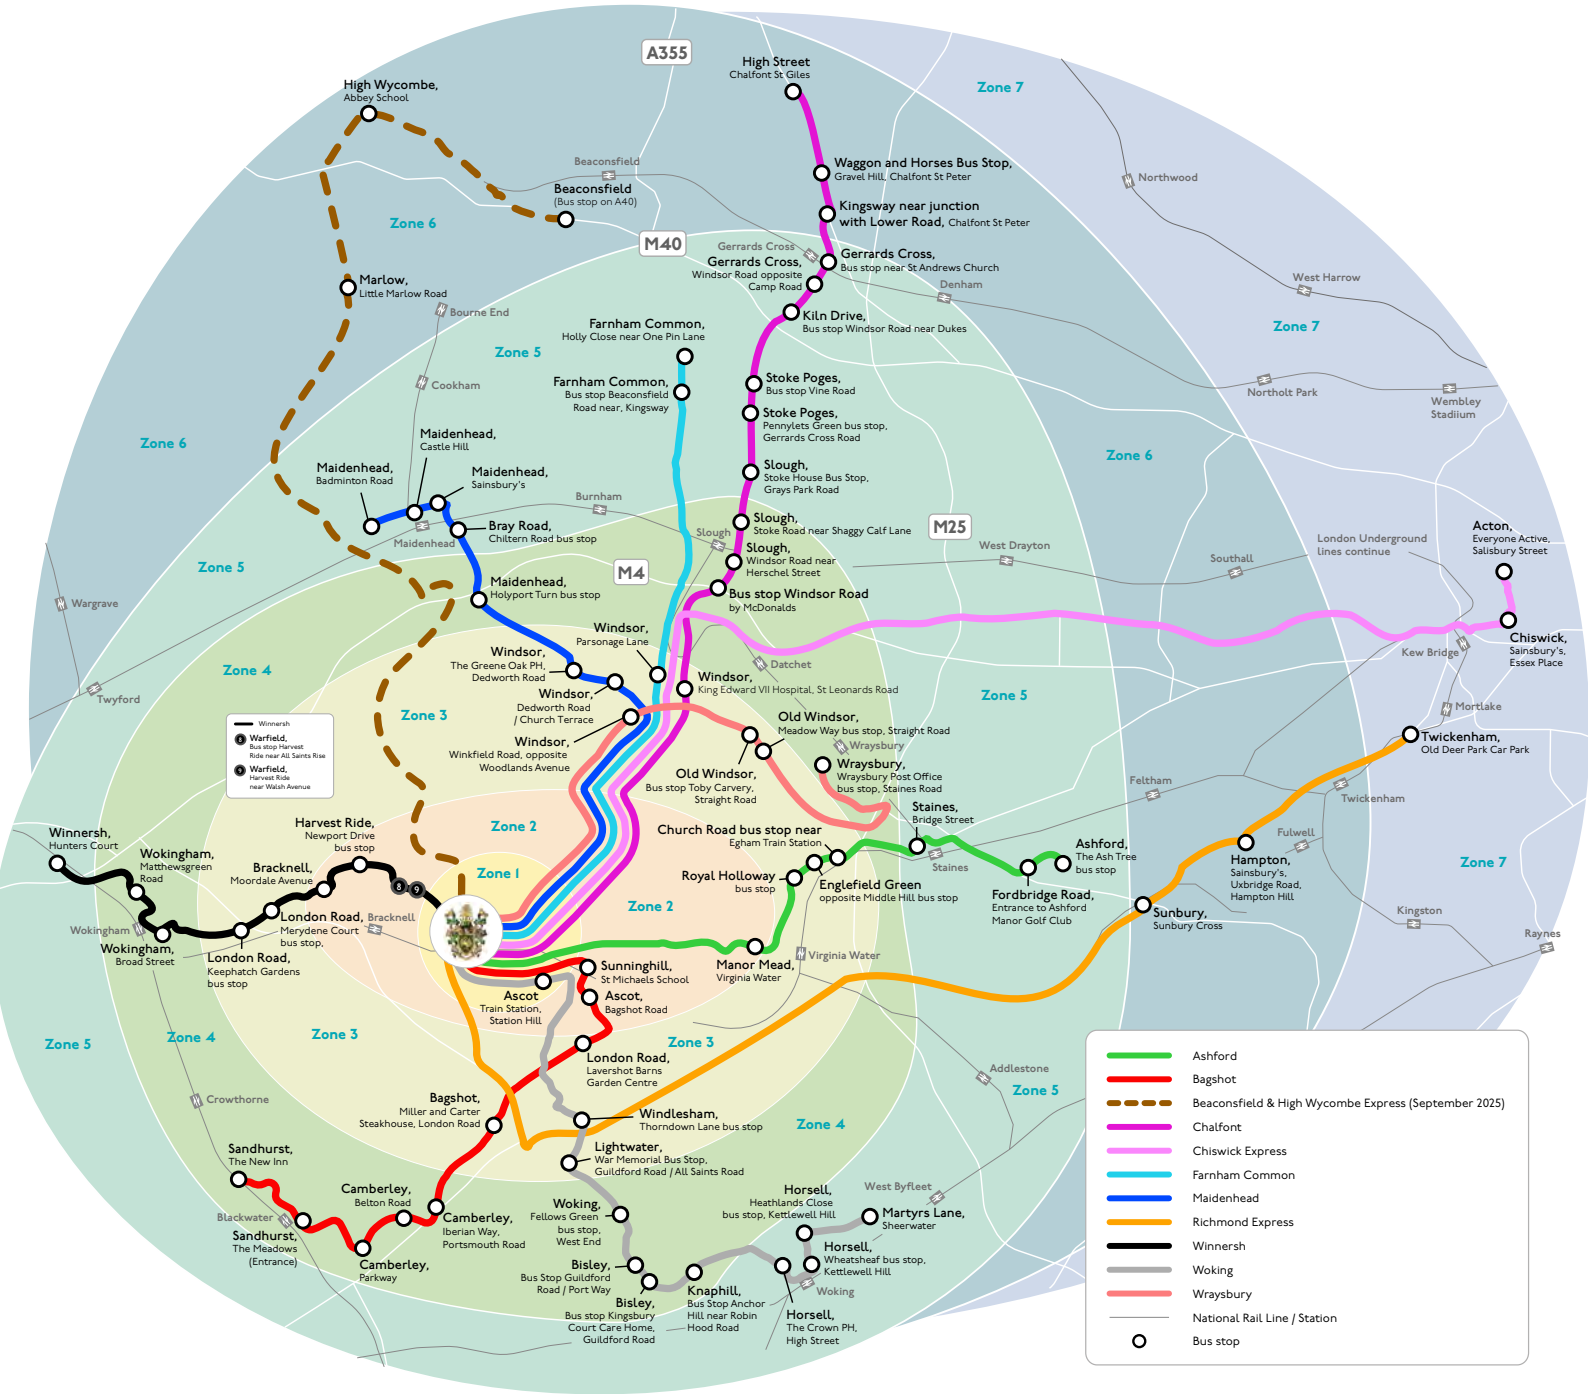 A355
High Street
Chalfont St Giles
Zone 7
High Wycombe,
Abbey School
Beaconsfield
Beaconsfield
(Bus stop on A40)
Waggon and Horses Bus Stop,
Gravel Hill, Chalfont St Peter
Northwood
Kingsway near junction
with Lower Road, Chalfont St Peter
Zone 6
M40
Gerrards Cross
Gerrards Cross,
Windsor Road opposite
Camp Road
Gerrards Cross,
Bus stop near St Andrews Church
Denham
West Harrow
Marlow,
Little Marlow Road
Bourne End
Kiln Drive,
Bus stop Windsor Road near Dukes
Zone 7
Farnham Common,
Holly Close near One Pin Lane
Zone 5
Cookham
Farnham Common,
Bus stop Beaconsfield
Road near, Kingsway
Stoke Poges,
Bus stop Vine Road
Northolt Park
Wembley
Stadiium
Stoke Poges,
Pennylets Green bus stop,
Gerrards Cross Road
Zone 6
Maidenhead,
Castle Hill
Zone 6
Maidenhead,
Badminton Road
Maidenhead,
Sainsbury's
Slough,
Stoke House Bus Stop,
Grays Park Road
Burnham
Maidenhead
Bray Road,
Chiltern Road bus stop
Slough
Slough,
Stoke Road near Shaggy Calf Lane
M25
Acton,
Everyone Active,
Salisbury Street
London Underground
lines continue
West Drayton
Southall
Slough,
Windsor Road near
Herschel Street
Zone 5
M4
Wargrave
Maidenhead,
Holyport Turn bus stop
Bus stop Windsor Road
by McDonalds
Windsor,
Parsonage Lane
Chiswick,
Sainsbury's,
Essex Place
Kew Bridge
Windsor,
The Greene Oak PH,
Dedworth Road
Datchet
Zone 4
Twyford
Windsor,
King Edward VII Hospital, St Leonards Road
Zone 5
Windsor,
Dedworth Road
/ Church Terrace
Mortlake
Zone 3
Old Windsor,
Meadow Way bus stop, Straight Road
Winnersh
8
Warfield,
Bus stop Harvest
Ride near All Saints Rise
9
Warfield,
Harvest Ride
near Walsh Avenue
Windsor,
Winkfield Road, opposite
Woodlands Avenue
Wraysbury
Twickenham,
Old Deer Park Car Park
Old Windsor,
Bus stop Toby Carvery,
Straight Road
Wraysbury,
Wraysbury Post Office
bus stop, Staines Road
Feltham
Twickenham
Staines,
Bridge Street
Winnersh,
Hunters Court
Harvest Ride,
Newport Drive
bus stop
Zone 2
Church Road bus stop near
Egham Train Station
Fulwell
Wokingham,
Matthewsgreen
Road
Bracknell,
Moordale Avenue
8
9
Zone 1
Royal Holloway
bus stop
Englefield Green
opposite Middle Hill bus stop
Staines
Ashford,
The Ash Tree
bus stop
Hampton,
Sainsbury's,
Uxbridge Road,
Hampton Hill
Zone 7
Fordbridge Road,
Entrance to Ashford
Manor Golf Club
Sunbury,
Sunbury Cross
Kingston
Raynes
Wokingham
Wokingham,
Broad Street
London Road,
Merydene Court
bus stop,
Bracknell
Zone 2
London Road,
Keephatch Gardens
bus stop
Manor Mead,
Virginia Water
Virginia Water
Sunninghill,
St Michaels School
Ascot
Train Station,
Station Hill
Ascot,
Bagshot Road
Zone 5
Zone 4
Zone 3
Zone 3
London Road,
Lavershot Barns
Garden Centre
Addlestone
Zone 5
Crowthorne
Bagshot,
Miller and Carter
Steakhouse, London Road
Windlesham,
Thorndown Lane bus stop
Zone 4
Sandhurst,
The New Inn
Lightwater,
War Memorial Bus Stop,
Guildford Road / All Saints Road
Camberley,
Belton Road
Blackwater
Sandhurst,
The Meadows
(Entrance)
Camberley,
Iberian Way,
Portsmouth Road
Camberley,
Parkway
Woking,
Fellows Green
bus stop,
West End
Horsell,
Heathlands Close
bus stop, Kettlewell Hill
West Byfleet
Martyrs Lane,
Sheerwater
Horsell,
Wheatsheaf bus stop,
Kettlewell Hill
Bisley,
Bus Stop Guildford
Road / Port Way
Bisley,
Bus stop Kingsbury
Court Care Home,
Guildford Road
Knaphill,
Bus Stop Anchor
Hill near Robin
Hood Road
Woking
Horsell,
The Crown PH,
High Street
Ashford
Bagshot
Beaconsfield & High Wycombe Express (September 2025)
Chalfont
Chiswick Express
Farnham Common
Maidenhead
Richmond Express
Winnersh
Woking
Wraysbury
National Rail Line / Station
Bus stop